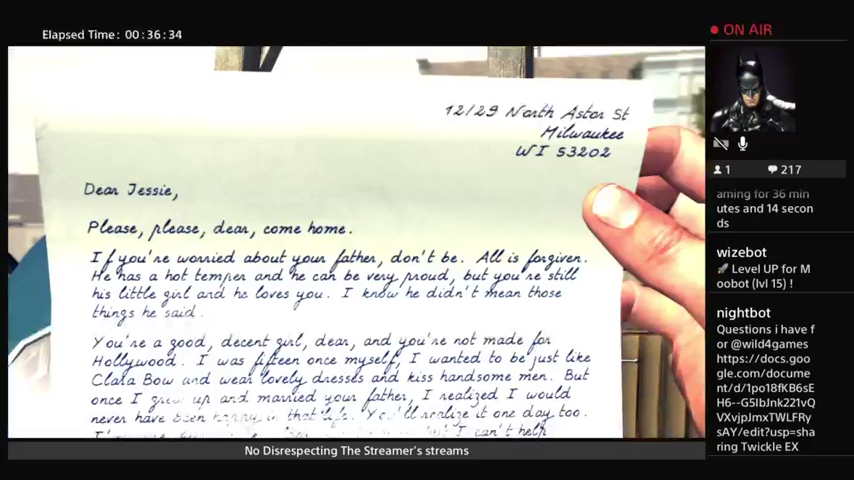 Elapsed Time: 00:36:34
ON AIR
12/29 North Astor St
Milwaukee
WI 53202
Dear Jessie,
Please, please, dear, come home.
If you're worried about your father, don't be. All is forgiven.
He has a hot temper and he can be very proud, but you're still
his little girl and he loves you. I know he didn't mean those
things he said.
You're a good, decent girl, dear, and you're not made for
Hollywood. I was fifteen once myself, I wanted to be just like
Clara Bow and wear lovely dresses and kiss handsome men. But
once I grew up and married your father, I realized I would
never have been happy in that life. You'll realize it one day too.
I can't help
1
217
aming for 36 min
utes and 14 secon
ds
wizebot
🚀 Level UP for M
oobot (lvl 15) !
nightbot
Questions i have f
or @wild4games
https://docs.goo
gle.com/docume
nt/d/1po18fKB6sE
H6--G5IbJnk221vQ
VXvjpJmxTWLFRy
sAY/edit?usp=sha
ring Twickle EX
No Disrespecting The Streamer's streams